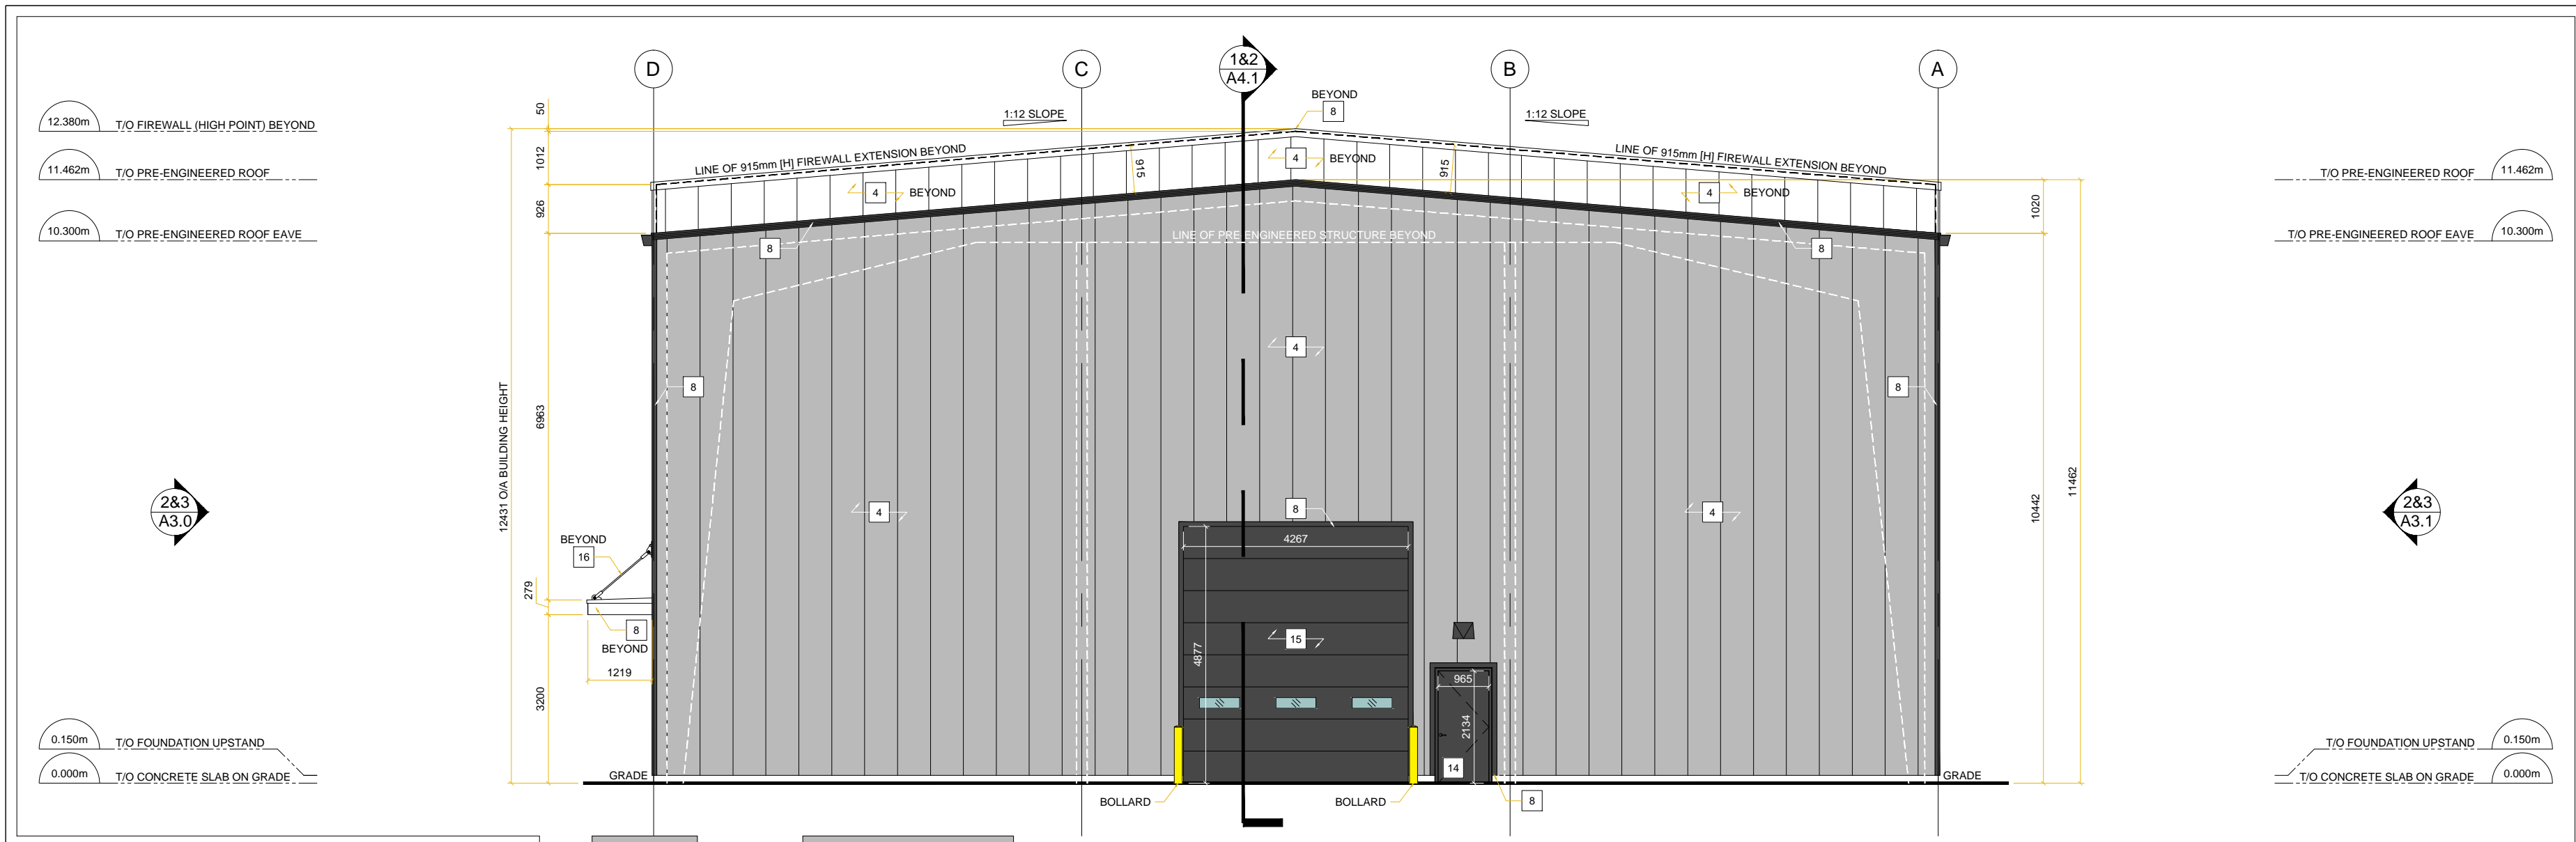 D
C
1&2
A4.1
B
A
BEYOND
8
50
1:12 SLOPE
1:12 SLOPE
12.380m T/O FIREWALL (HIGH POINT) BEYOND
1012
LINE OF 915mm [H] FIREWALL EXTENSION BEYOND
915
4 BEYOND
915
LINE OF 915mm [H] FIREWALL EXTENSION BEYOND
11.462m T/O PRE-ENGINEERED ROOF
T/O PRE-ENGINEERED ROOF 11.462m
4 BEYOND
4 BEYOND
926
1020
10.300m T/O PRE-ENGINEERED ROOF EAVE
T/O PRE-ENGINEERED ROOF EAVE 10.300m
LINE OF PRE ENGINEERED STRUCTURE BEYOND
8
8
4
8
8
12431 O/A BUILDING HEIGHT
6963
10442
11462
2&3
A3.0
2&3
A3.1
4
8
4
BEYOND
16
4267
279
8
BEYOND
1219
15
4877
965
2134
3200
14
0.150m T/O FOUNDATION UPSTAND
T/O FOUNDATION UPSTAND 0.150m
0.000m T/O CONCRETE SLAB ON GRADE
T/O CONCRETE SLAB ON GRADE 0.000m
GRADE
GRADE
BOLLARD
BOLLARD
8